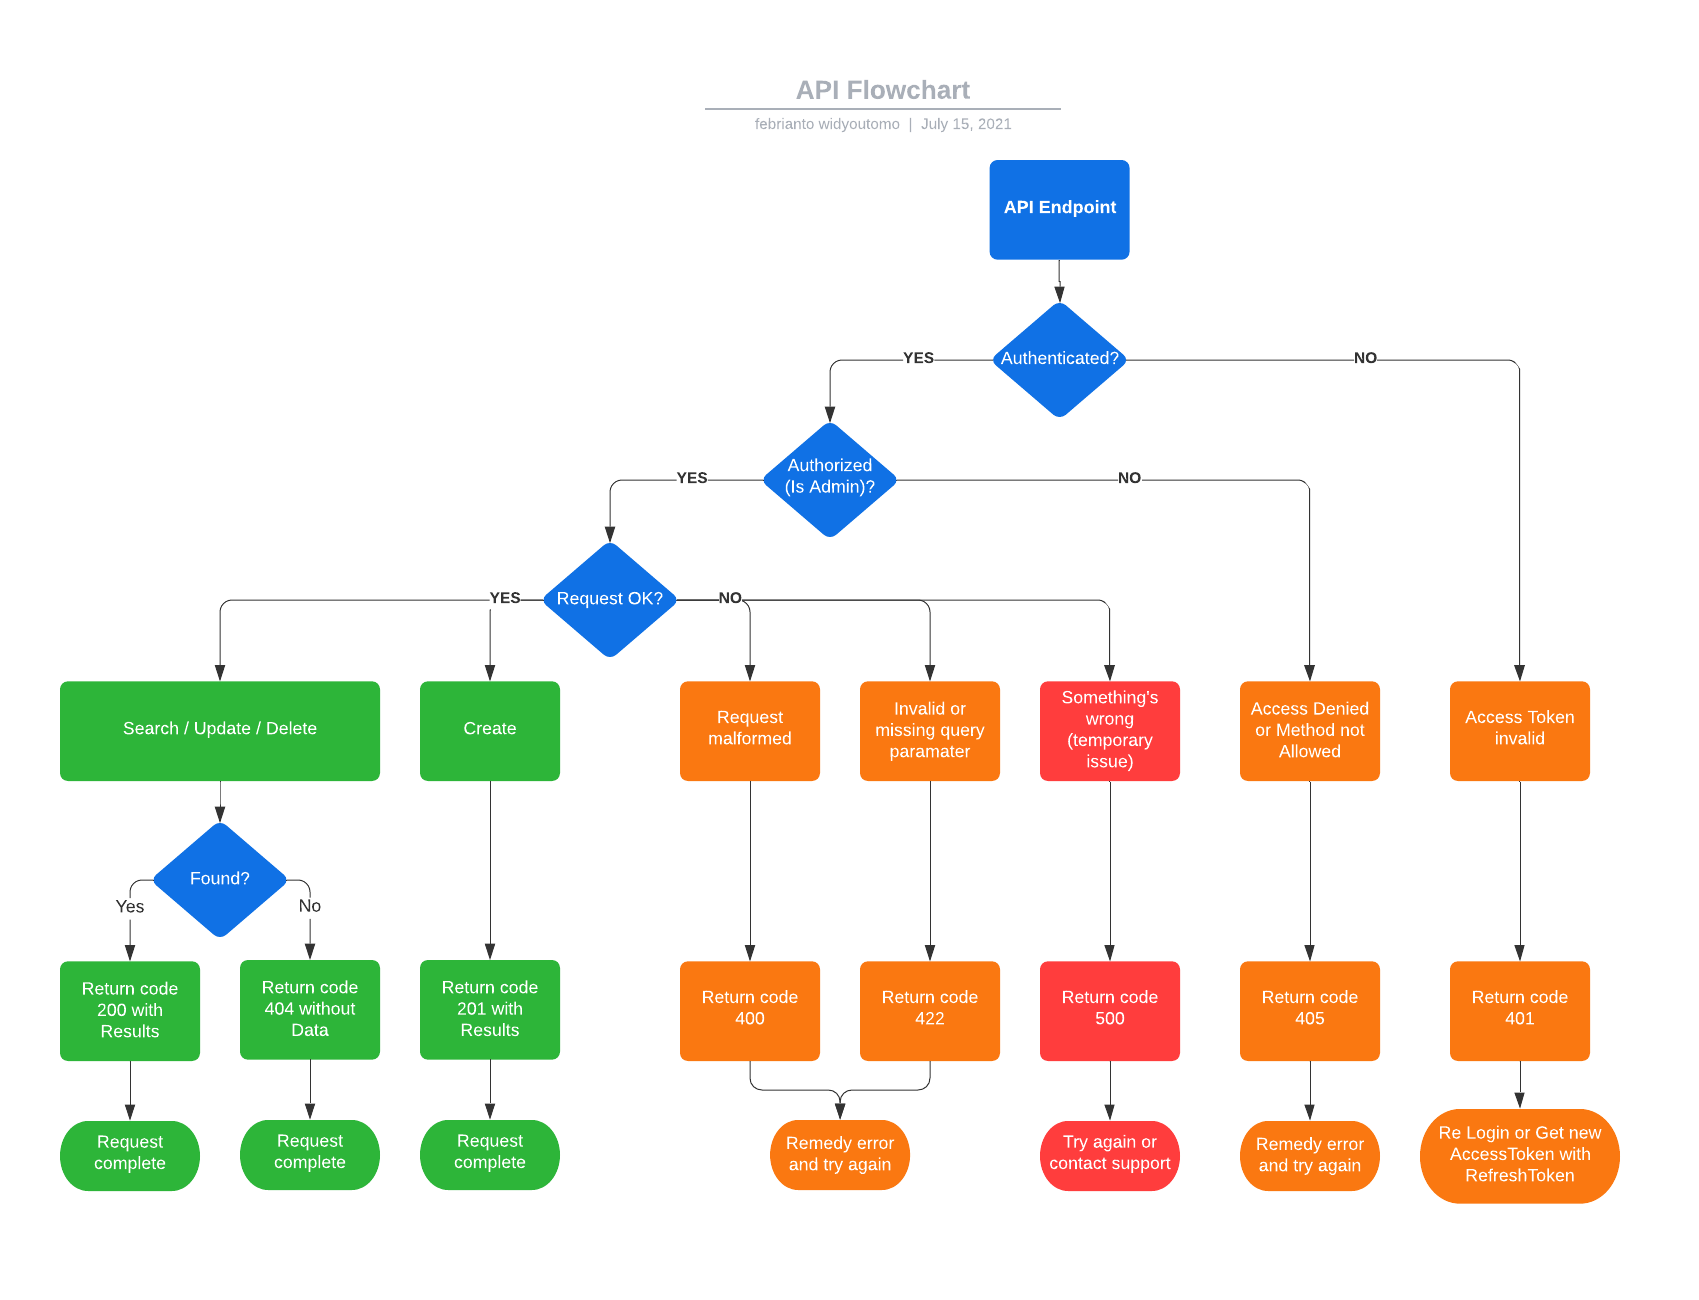 API Flowchart
febrianto widyoutomo | July 15, 2021
API Endpoint
Authenticated?
YES
NO
Authorized
(Is Admin)?
YES
NO
Request OK?
YES
NO
Search / Update / Delete
Create
Request
malformed
Invalid or
missing query
paramater
Something's
wrong
(temporary
issue)
Access Denied
or Method not
Allowed
Access Token
invalid
Found?
Yes
No
Return code
200 with
Results
Return code
404 without
Data
Return code
201 with
Results
Return code
400
Return code
422
Return code
500
Return code
405
Return code
401
Request
complete
Request
complete
Request
complete
Remedy error
and try again
Try again or
contact support
Remedy error
and try again
Re Login or Get new
AccessToken with
RefreshToken